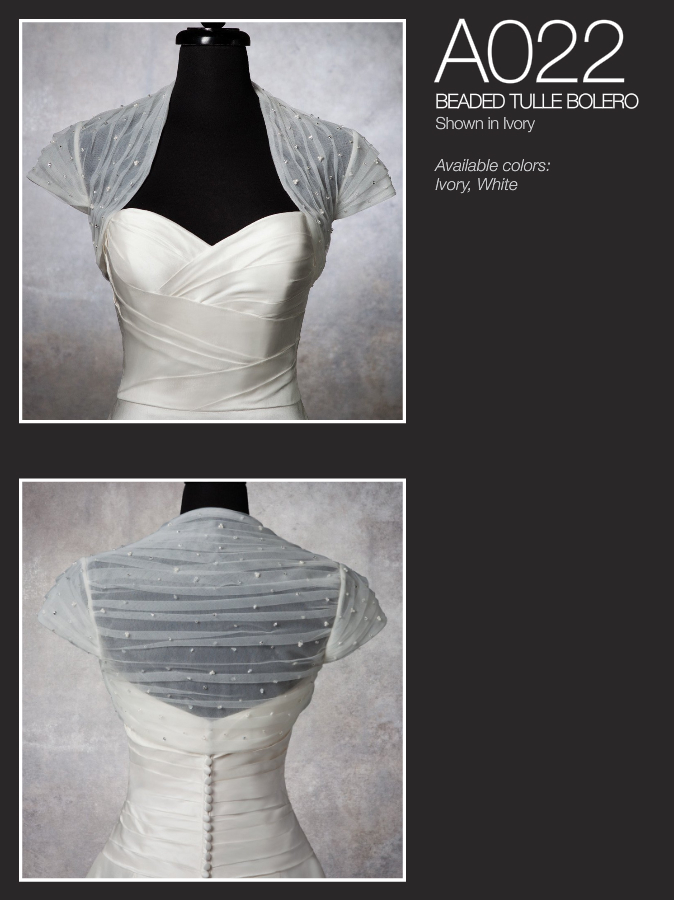 A022
BEADED TULLE BOLERO
Shown in Ivory
Available colors:
Ivory, White